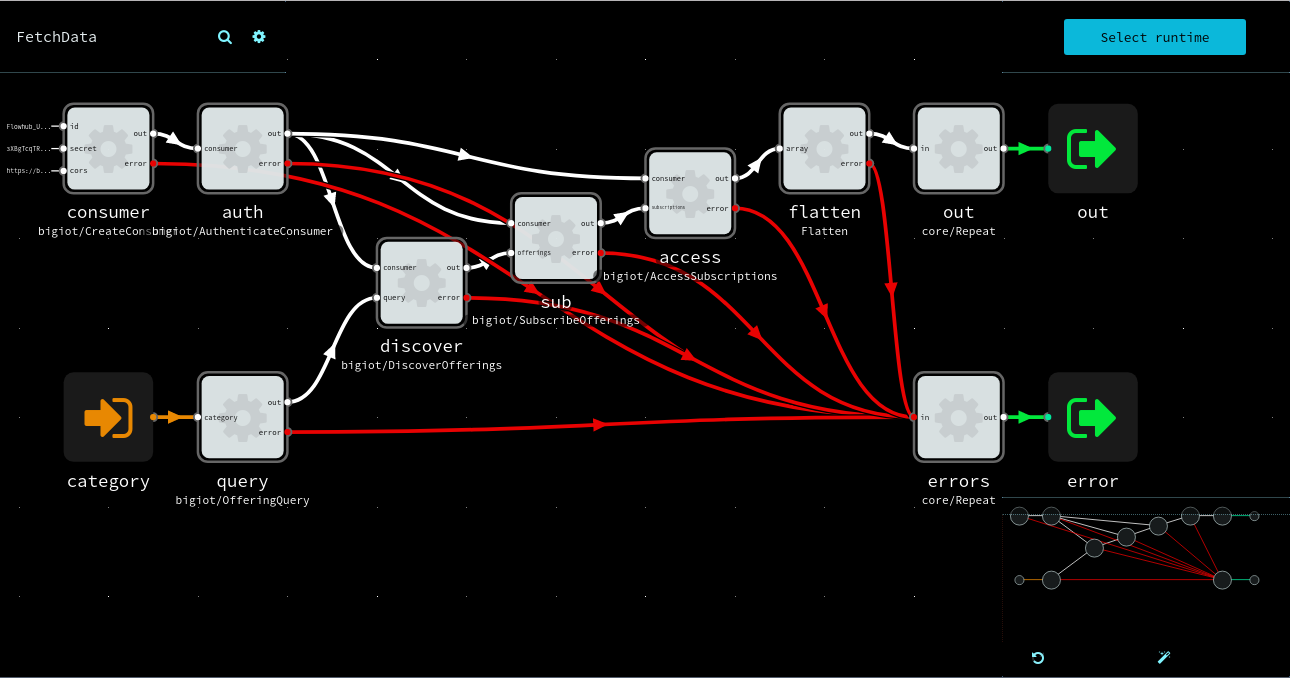 FetchData
Select runtime
Flowhub_U...
id
out
secret
error
3XBgTcqTR...
cors
https://b...
consumer
bigiot/CreateCons
out
consumer
error
auth
bigiot/AuthenticateConsumer
consumer
out
query
error
discover
bigiot/DiscoverOfferings
consumer
out
offerings
error
sub
bigiot/SubscribeOfferings
consumer
out
subscriptions
error
access
bigiot/AccessSubscriptions
out
array
error
flatten
Flatten
in
out
out
core/Repeat
out
category
out
category
error
query
bigiot/OfferingQuery
in
out
errors
core/Repeat
error